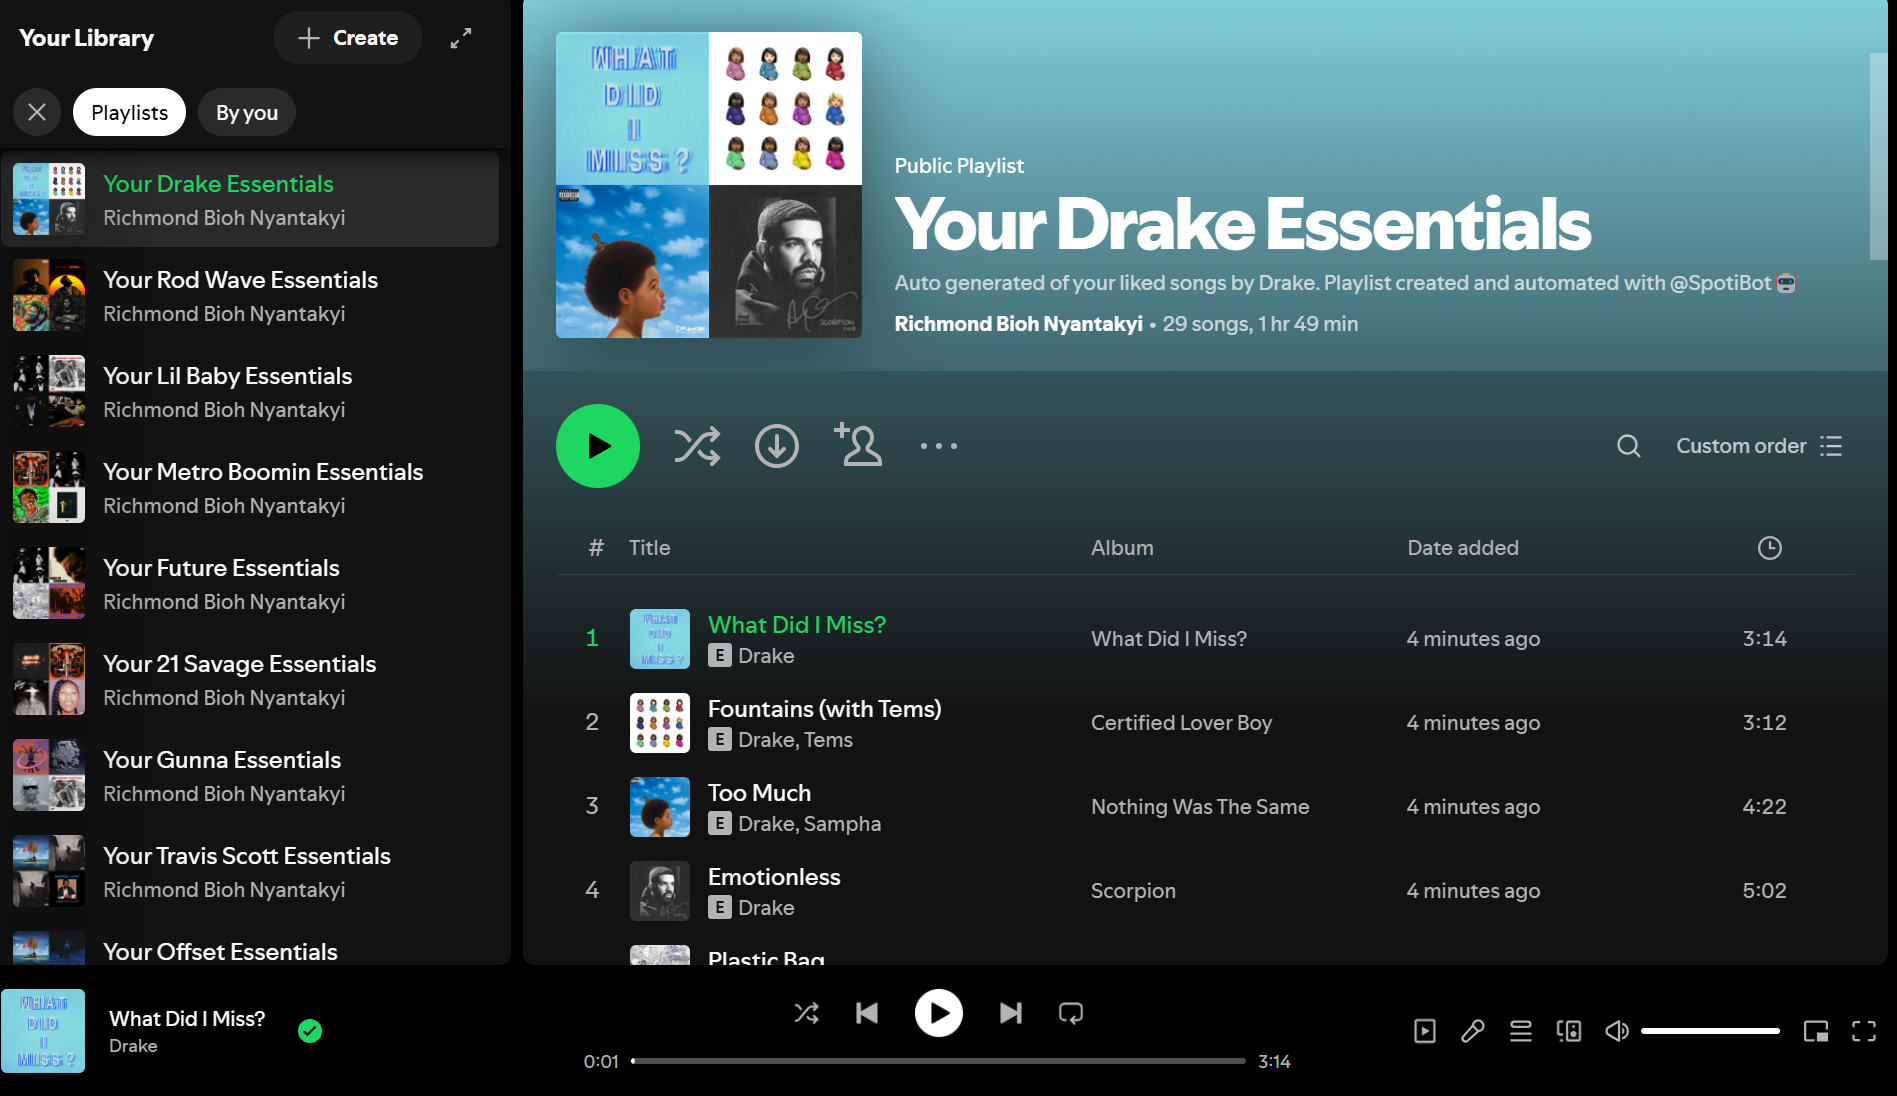 Your Library
Create
Playlists
By you
Your Drake Essentials
Richmond Bioh Nyantakyi
Your Rod Wave Essentials
Richmond Bioh Nyantakyi
Your Lil Baby Essentials
Richmond Bioh Nyantakyi
Your Metro Boomin Essentials
Richmond Bioh Nyantakyi
Your Future Essentials
Richmond Bioh Nyantakyi
Your 21 Savage Essentials
Richmond Bioh Nyantakyi
Your Gunna Essentials
Richmond Bioh Nyantakyi
Your Travis Scott Essentials
Richmond Bioh Nyantakyi
Your Offset Essentials
WHAT
DID
I
MISS?
SCORPION
Public Playlist
Your Drake Essentials
Auto generated of your liked songs by Drake. Playlist created and automated with @SpotiBot🤖
Richmond Bioh Nyantakyi • 29 songs, 1 hr 49 min
Custom order
# Title Album Date added
1 What Did I Miss? What Did I Miss? 4 minutes ago 3:14
E Drake
2 Fountains (with Tems) Certified Lover Boy 4 minutes ago 3:12
E Drake, Tems
3 Too Much Nothing Was The Same 4 minutes ago 4:22
E Drake, Sampha
4 Emotionless Scorpion 4 minutes ago 5:02
E Drake
Plastic Bag
WHAT
DID
I
MISS?
What Did I Miss?
Drake
0:01
3:14